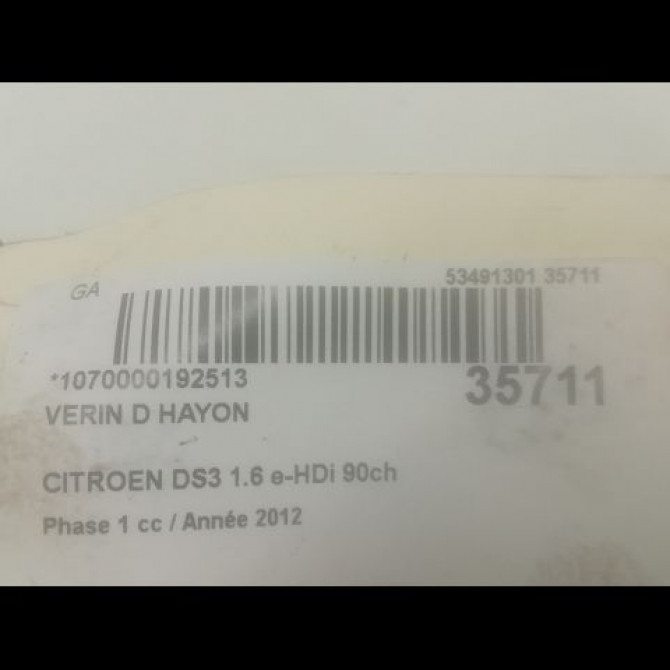 GA
53491301 35711
*1070000192513
35711
VERIN D HAYON
CITROEN DS3 1.6 e-HDi 90ch
Phase 1 cc / Année 2012